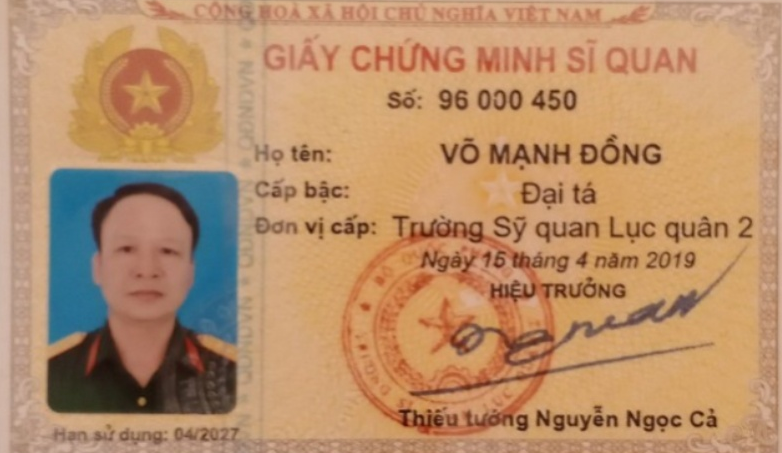 CỘNG HOÀ XÃ HỘI CHỦ NGHĨA VIỆT NAM
GIẤY CHỨNG MINH SĨ QUAN
Số: 96 000 450
Họ tên: VÕ MẠNH ĐỒNG
Cấp bậc: Đại tá
Đơn vị cấp: Trường Sỹ quan Lục quân 2
Ngày 15 tháng 4 năm 2019
HIỆU TRƯỞNG
Thiếu tướng Nguyễn Ngọc Cả
Hạn sử dụng: 04/2027
QĐNDVN